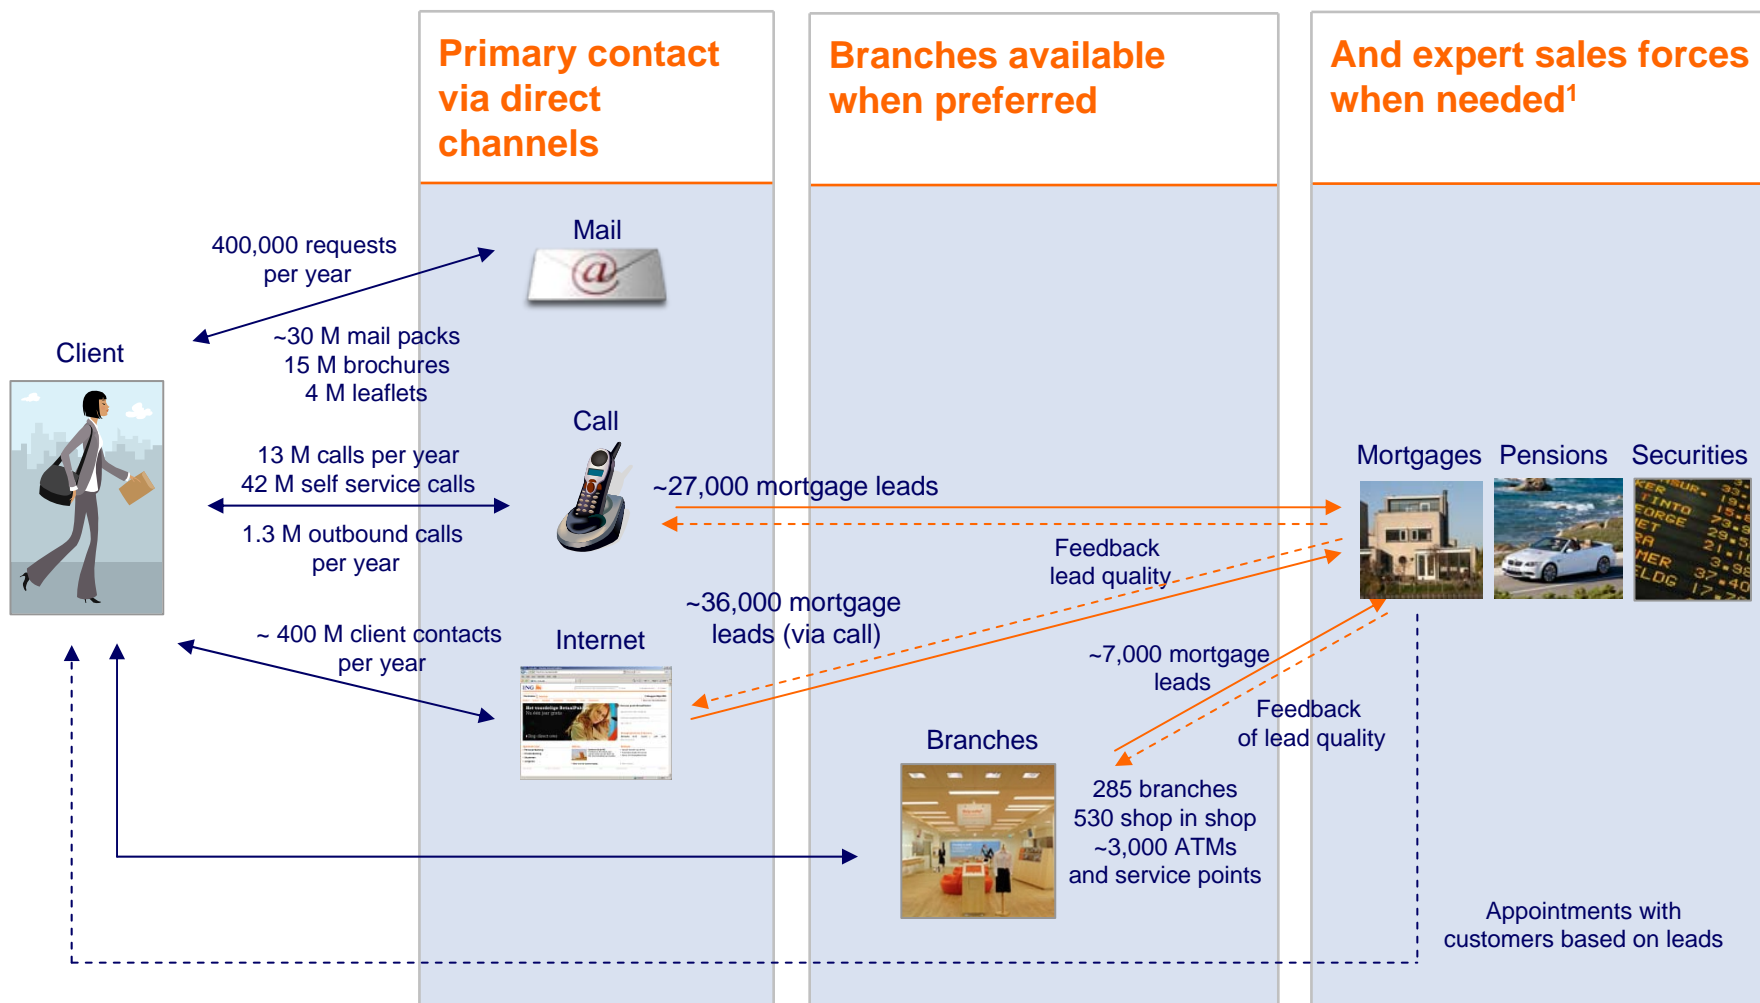 Primary contact
via direct
channels
Branches available
when preferred
And expert sales forces
when needed¹
400,000 requests
per year
Mail
@
~30 M mail packs
15 M brochures
4 M leaflets
Client
Call
13 M calls per year
42 M self service calls
1.3 M outbound calls
per year
~27,000 mortgage leads
Mortgages
Pensions
Securities
Feedback
lead quality
~36,000 mortgage
leads (via call)
~ 400 M client contacts
per year
Internet
ING
~7,000 mortgage
leads
Feedback
of lead quality
Branches
285 branches
530 shop in shop
~3,000 ATMs
and service points
Appointments with
customers based on leads